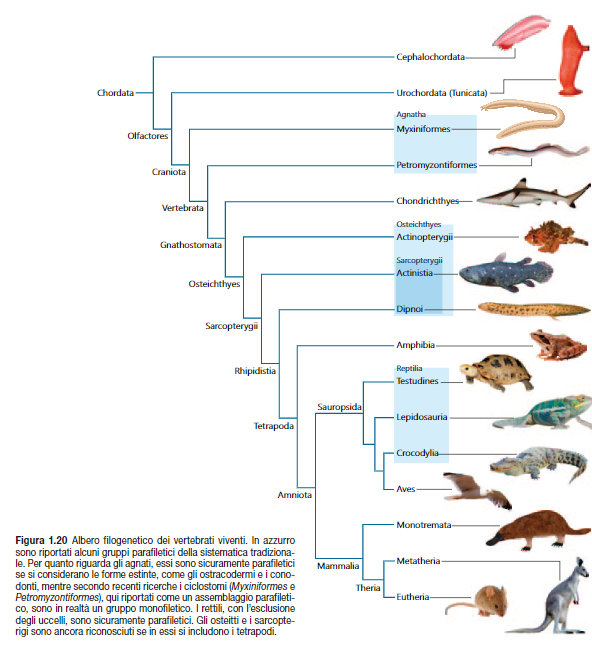 Cephalochordata
Chordata
Urochordata (Tunicata)
Agnatha
Myxiniformes
Olfactores
Petromyzontiformes
Craniota
Chondrichthyes
Vertebrata
Osteichthyes
Actinopterygii
Gnathostomata
Sarcopterygii
Actinistia
Osteichthyes
Dipnoi
Sarcopterygii
Amphibia
Rhipidistia
Reptilia
Testudines
Sauropsida
Lepidosauria
Tetrapoda
Crocodylia
Aves
Amniota
Monotremata
Metatheria
Mammalia
Theria
Eutheria
Figura 1.20 Albero filogenetico dei vertebrati viventi. In azzurro
sono riportati alcuni gruppi parafiletici della sistematica tradiziona-
le. Per quanto riguarda gli agnati, essi sono sicuramente parafiletici
se si considerano le forme estinte, come gli ostracodermi e i cono-
donti, mentre secondo recenti ricerche i ciclostomi (Myxiniformes e
Petromyzontiformes), qui riportati come un assemblaggio parafileti-
co, sono in realtà un gruppo monofiletico. I rettili, con l'esclusione
degli uccelli, sono sicuramente parafiletici. Gli osteitti e i sarcopte-
rigi sono ancora riconosciuti se in essi si includono i tetrapodi.